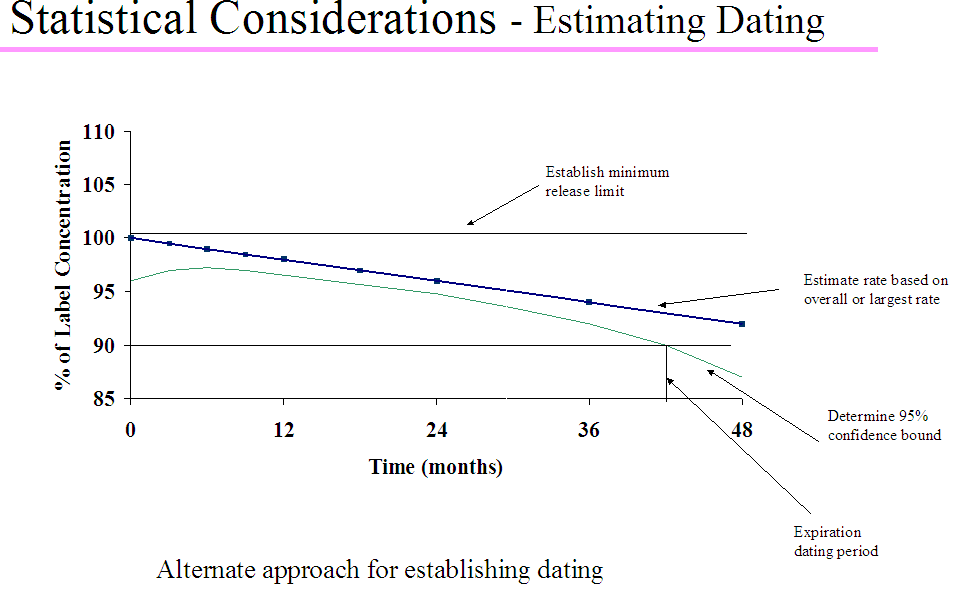 Statistical Considerations - Estimating Dating
110
105
100
95
90
85
% of Label Concentration
0 12 24 36 48
Time (months)
Establish minimum
release limit
Estimate rate based on
overall or largest rate
Determine 95%
confidence bound
Expiration
dating period
Alternate approach for establishing dating